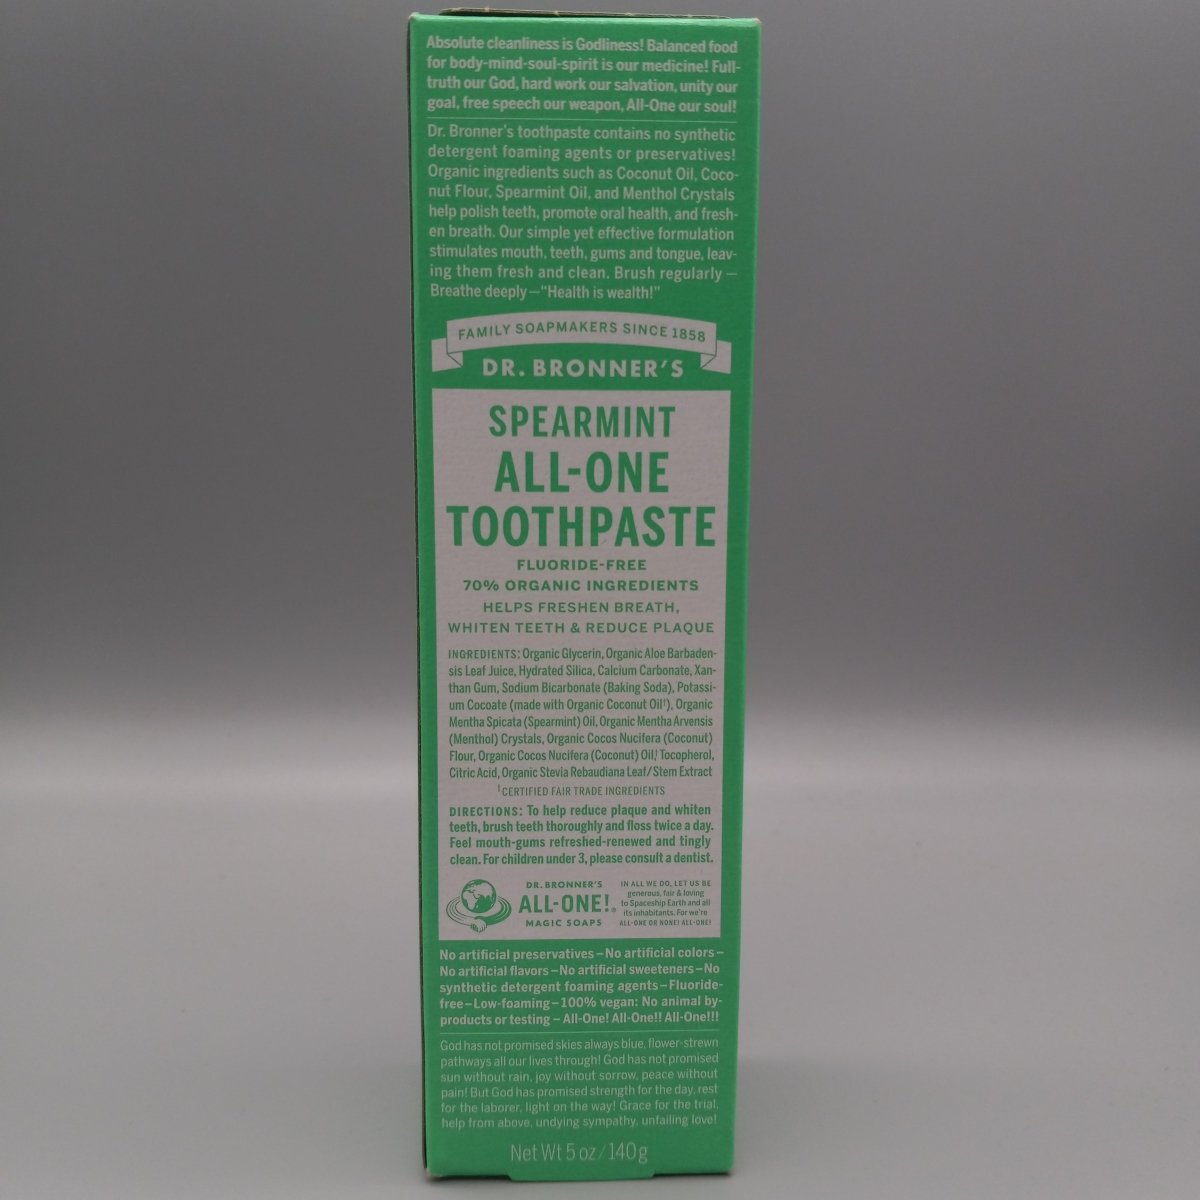 Absolute cleanliness is Godliness! Balanced food
for body-mind-soul-spirit is our medicine! Full-
truth our God, hard work our salvation, unity our
goal, free speech our weapon, All-One our soul!
Dr. Bronner's toothpaste contains no synthetic
detergent foaming agents or preservatives!
Organic ingredients such as Coconut Oil, Coco-
nut Flour, Spearmint Oil, and Menthol Crystals
help polish teeth, promote oral health, and fresh-
en breath. Our simple yet effective formulation
stimulates mouth, teeth, gums and tongue, leav-
ing them fresh and clean. Brush regularly —
Breathe deeply—"Health is wealth!"
FAMILY SOAPMAKERS SINCE 1858
DR. BRONNER'S
SPEARMINT
ALL-ONE
TOOTHPASTE
FLUORIDE-FREE
70% ORGANIC INGREDIENTS
HELPS FRESHEN BREATH,
WHITEN TEETH & REDUCE PLAQUE
INGREDIENTS: Organic Glycerin, Organic Aloe Barbaden-
sis Leaf Juice, Hydrated Silica, Calcium Carbonate, Xan-
than Gum, Sodium Bicarbonate (Baking Soda), Potassi-
um Cocoate (made with Organic Coconut Oil†), Organic
Mentha Spicata (Spearmint) Oil, Organic Mentha Arvensis
(Menthol) Crystals, Organic Cocos Nucifera (Coconut)
Flour, Organic Cocos Nucifera (Coconut) Oil,† Tocopherol,
Citric Acid, Organic Stevia Rebaudiana Leaf/Stem Extract
†CERTIFIED FAIR TRADE INGREDIENTS
DIRECTIONS: To help reduce plaque and whiten
teeth, brush teeth thoroughly and floss twice a day.
Feel mouth-gums refreshed-renewed and tingly
clean. For children under 3, please consult a dentist.
DR. BRONNER'S
ALL-ONE!®
MAGIC SOAPS
IN ALL WE DO, LET US BE
generous, fair & loving
to Spaceship Earth and all
its inhabitants. For we're
ALL-ONE OR NONE! ALL-ONE!
No artificial preservatives–No artificial colors–
No artificial flavors–No artificial sweeteners–No
synthetic detergent foaming agents–Fluoride-
free–Low-foaming–100% vegan: No animal by-
products or testing – All-One! All-One!! All-One!!!
God has not promised skies always blue, flower-strewn
pathways all our lives through! God has not promised
sun without rain, joy without sorrow, peace without
pain! But God has promised strength for the day, rest
for the laborer, light on the way! Grace for the trial,
help from above, undying sympathy, unfailing love!
Net Wt 5 oz / 140g